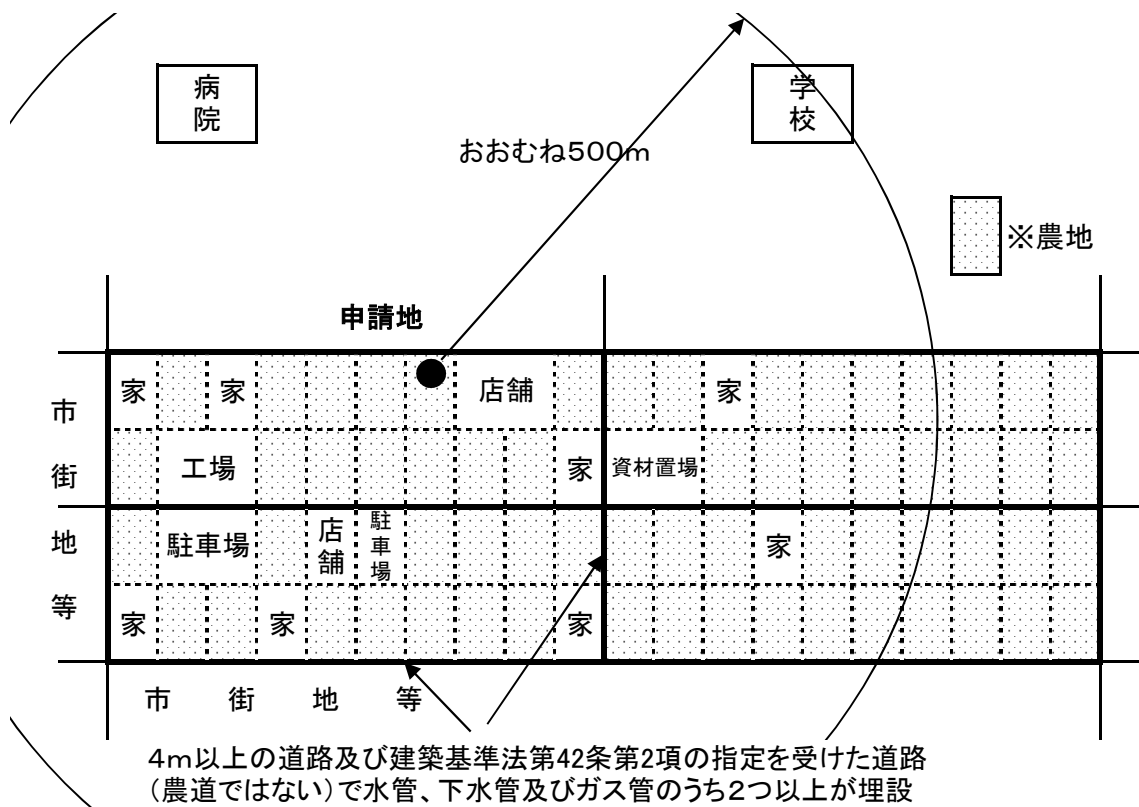 病院
学校
おおむね500m
※農地
申請地
家 家 店舗 家
市街地等
工場 家 資材置場
駐車場 店舗 駐車場 家
家 家 家
市街地等
4m以上の道路及び建築基準法第42条第2項の指定を受けた道路
(農道ではない)で水管、下水管及びガス管のうち2つ以上が埋設